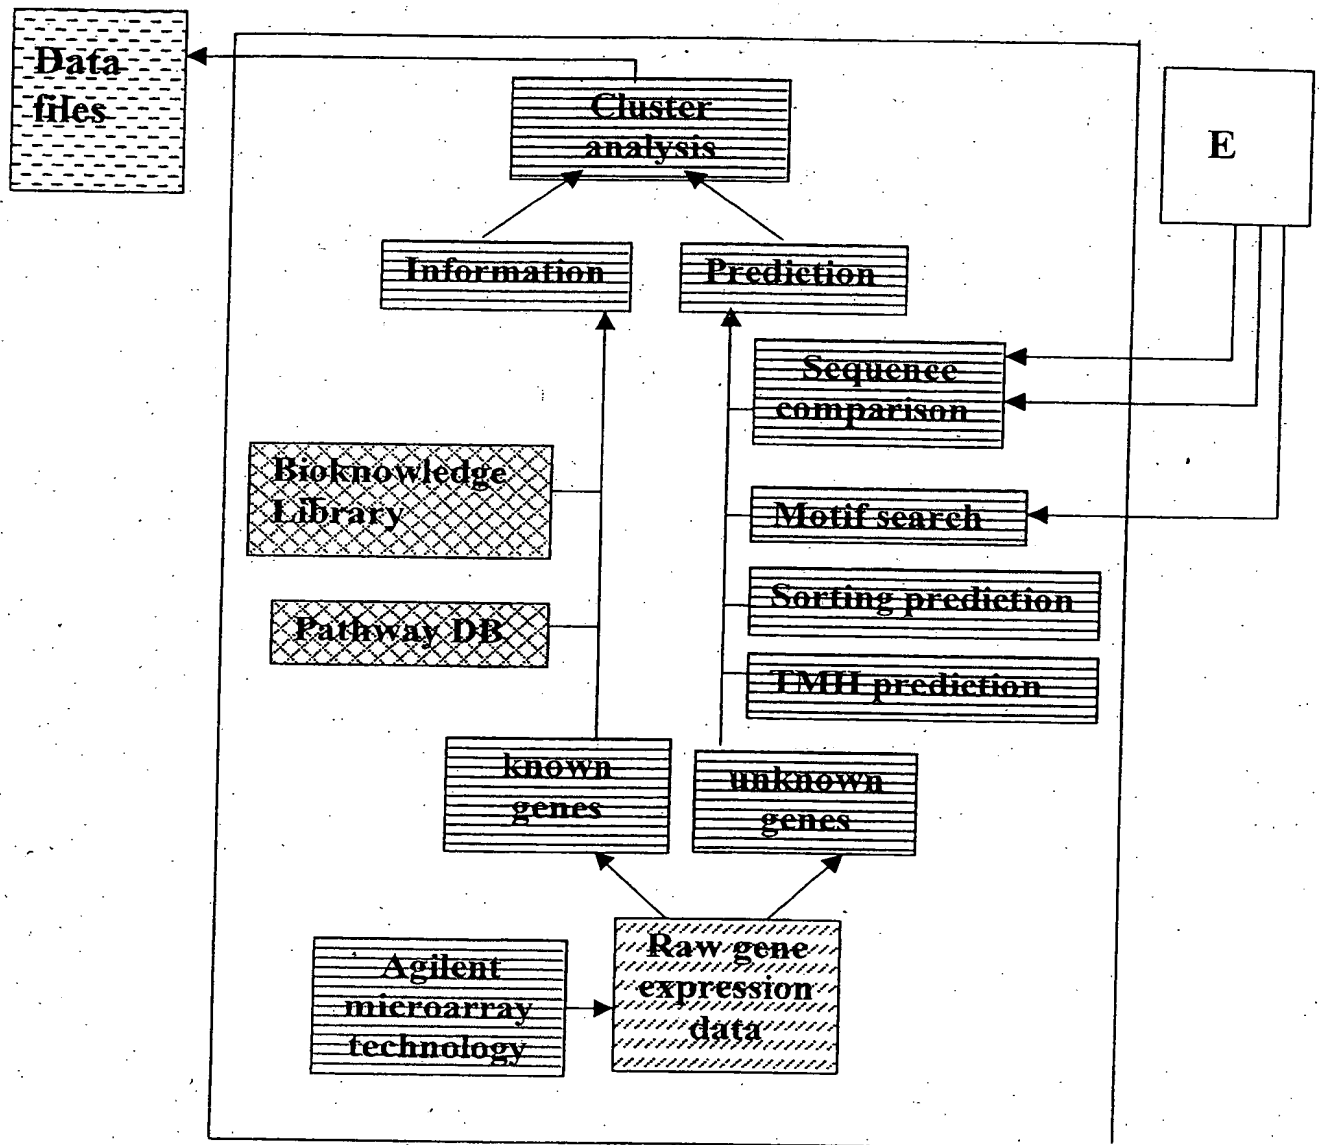 Data
files
Cluster
analysis
E
Information
Prediction
Sequence
comparison
Bioknowledge
Library
Motif search
Sorting prediction
Pathway DB
TMH prediction
known
genes
unknown
genes
Raw gene
expression
data
Agilent
microarray
technology